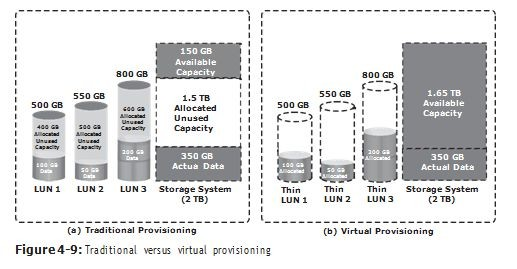 150 GB
Available
Capacity
1.5 TB
Allocated
Unused
Capacity
350 GB
Actual Data
500 GB
550 GB
800 GB
400 GB
Allocated
Unused
Capacity
500 GB
Allocated
Unused
Capacity
600 GB
Allocated
Unused
Capacity
100 GB
Data
50 GB
Data
200 GB
Data
LUN 1
LUN 2
LUN 3
Storage System
(2 TB)
(a) Traditional Provisioning
500 GB
550 GB
800 GB
1.65 TB
Available
Capacity
350 GB
Actual Data
100 GB
Allocated
50 GB
Allocated
200 GB
Allocated
Thin
LUN 1
Thin
LUN 2
Thin
LUN 3
Storage System
(2 TB)
(b) Virtual Provisioning
Figure 4-9: Traditional versus virtual provisioning